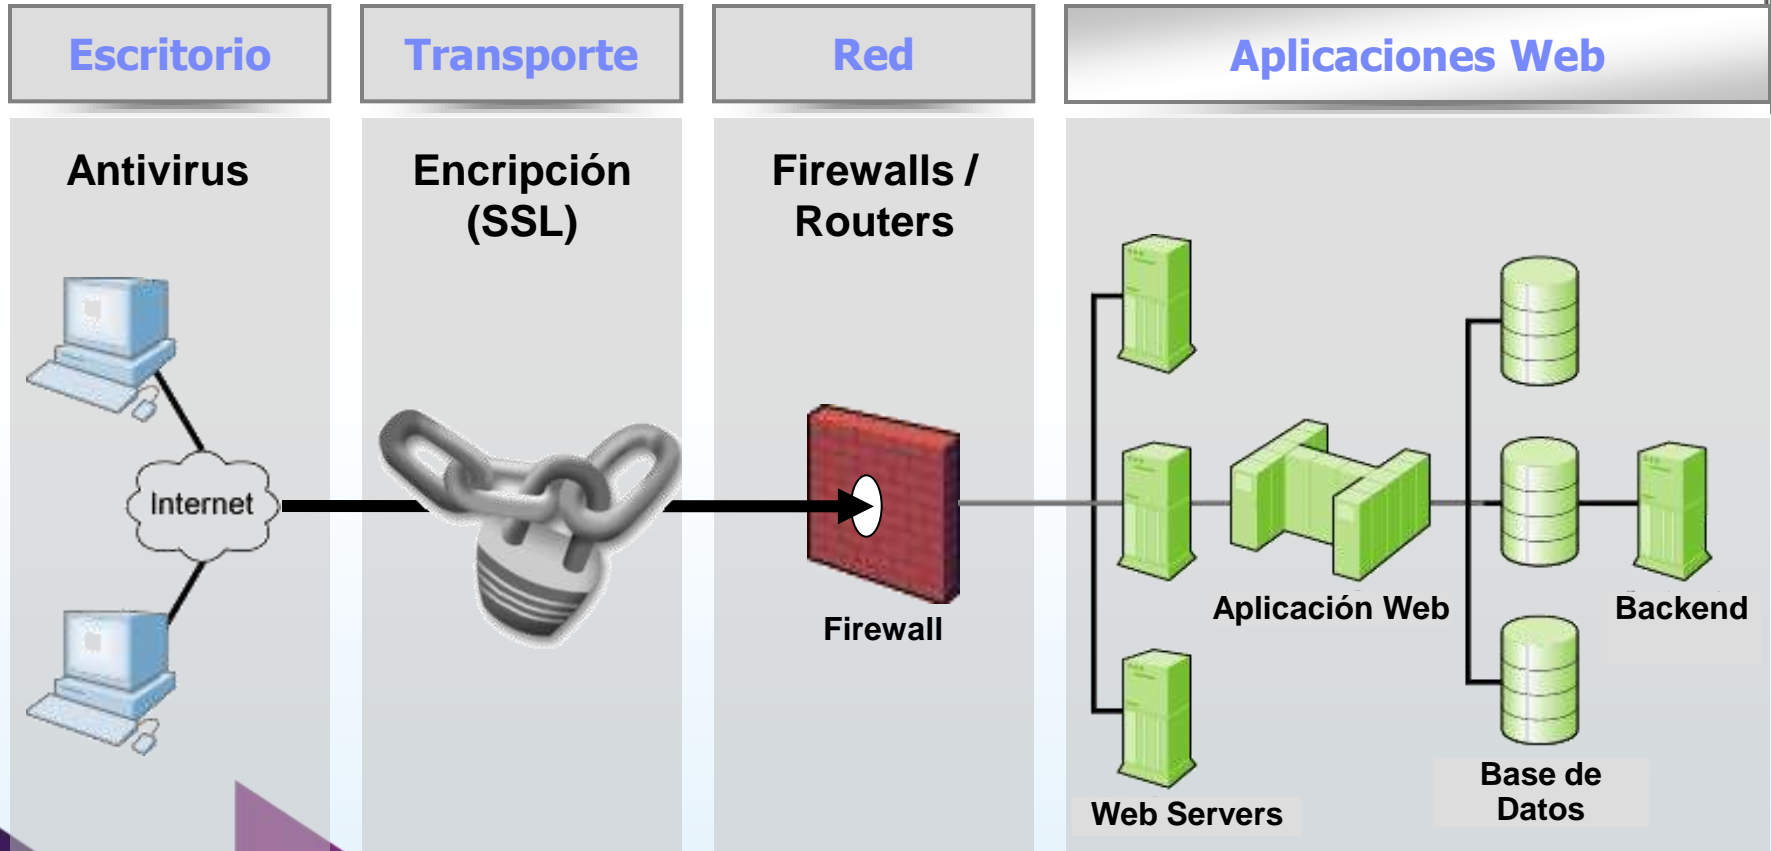 Escritorio
Transporte
Red
Aplicaciones Web
Antivirus
Encripción
(SSL)
Firewalls /
Routers
Internet
Firewall
Aplicación Web
Backend
Web Servers
Base de
Datos